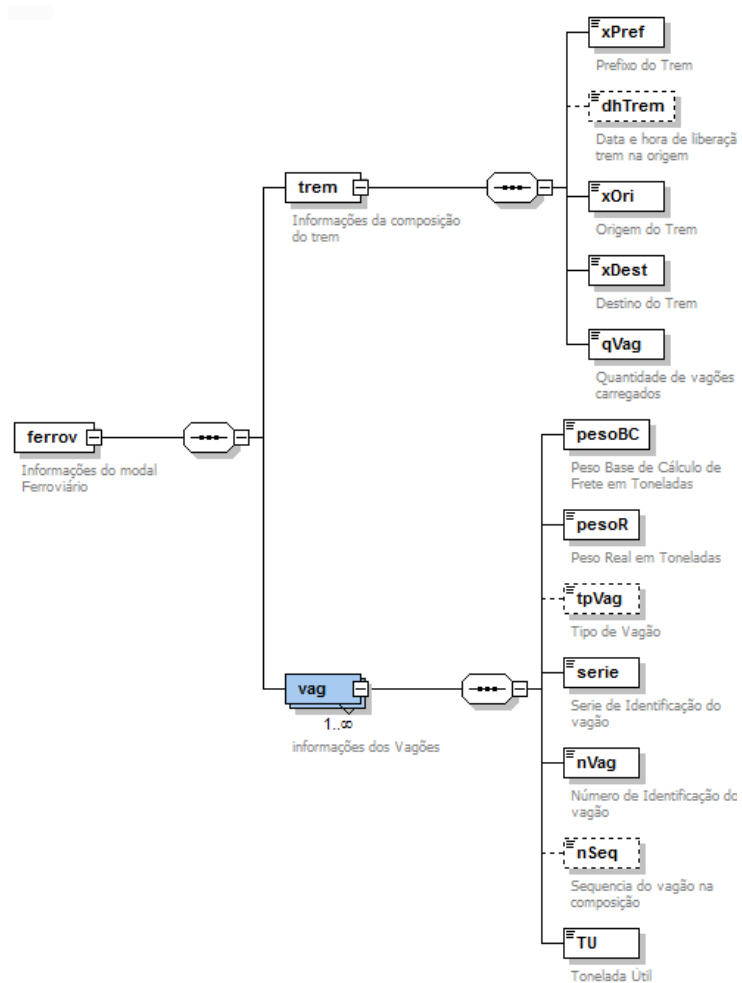 xPref
Prefixo do Trem
dhTrem
Data e hora de liberaçã
trem na origem
trem
Informações da composição
do trem
xOri
Origem do Trem
xDest
Destino do Trem
qVag
Quantidade de vagões
carregados
ferrov
Informações do modal
Ferroviário
pesoBC
Peso Base de Cálculo de
Frete em Toneladas
pesoR
Peso Real em Toneladas
tpVag
Tipo de Vagão
vag
1..∞
informações dos Vagões
serie
Serie de Identificação do
vagão
nVag
Número de Identificação do
vagão
nSeq
Sequencia do vagão na
composição
TU
Tonelada Útil